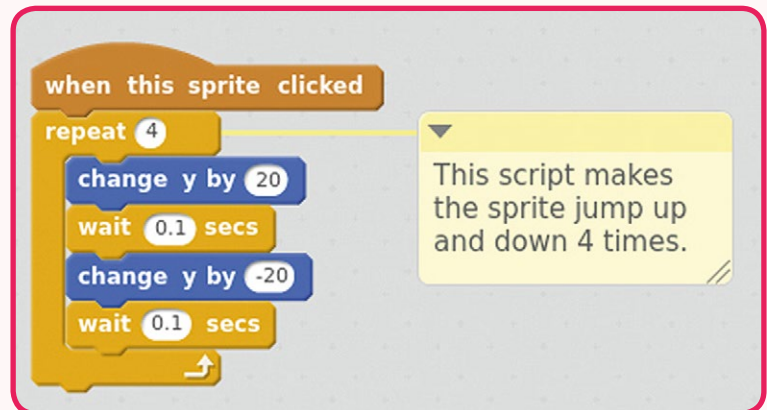 when this sprite clicked
repeat 4
change y by 20
wait 0.1 secs
change y by -20
wait 0.1 secs
This script makes
the sprite jump up
and down 4 times.